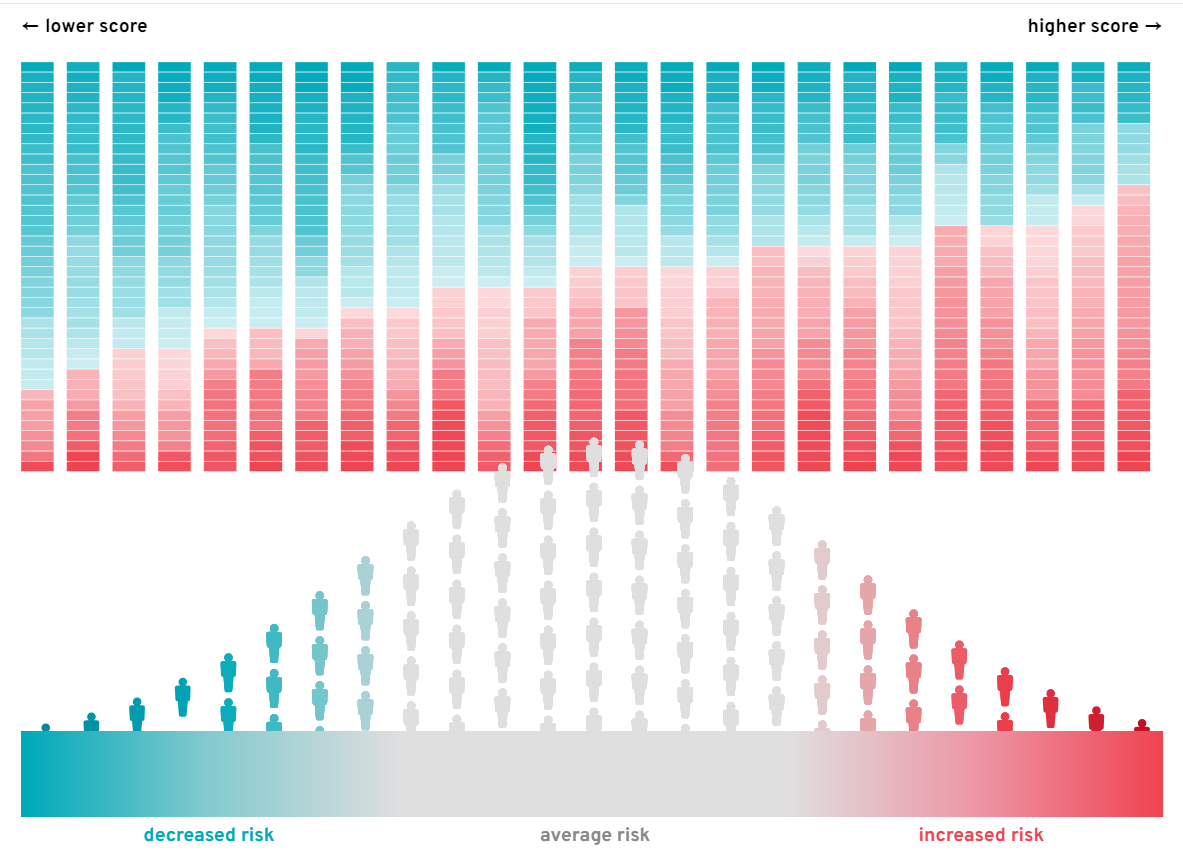 ← lower score
higher score →
decreased risk
average risk
increased risk